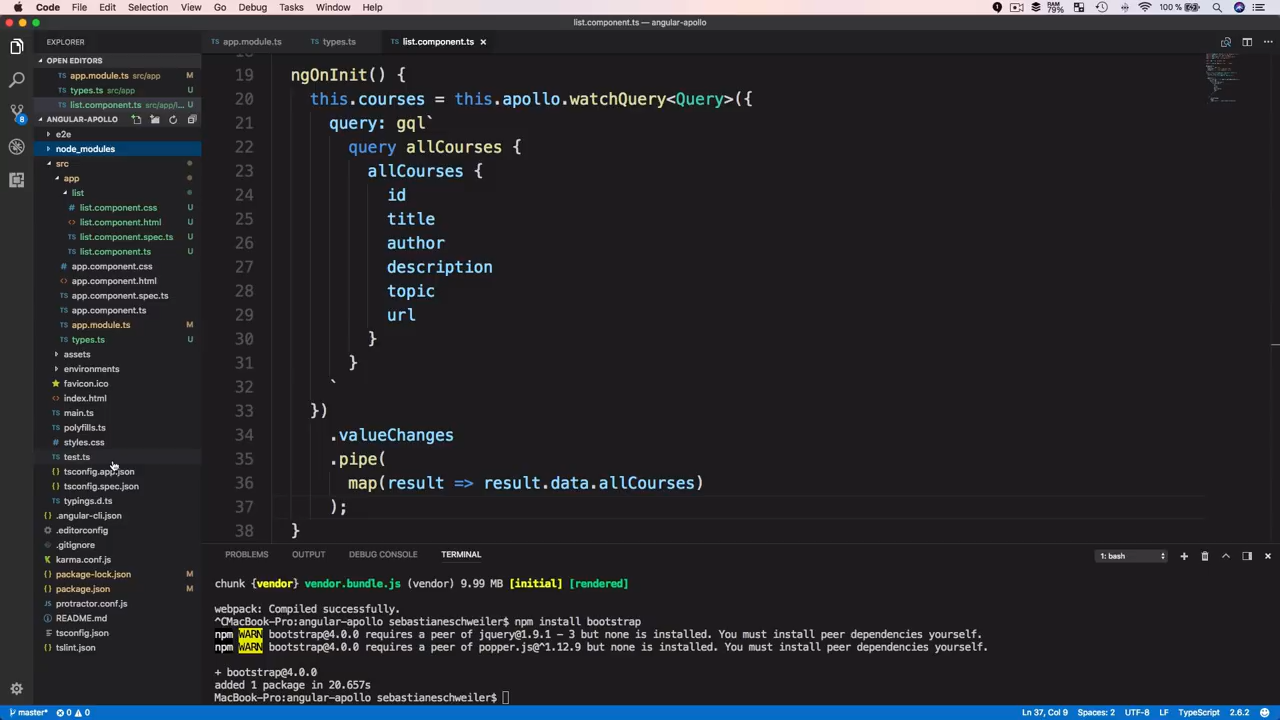 Code File Edit Selection View Go Debug Tasks Window Help RAM 79% 100 %
list.component.ts — angular-apollo
EXPLORER
app.module.ts types.ts list.component.ts ×
OPEN EDITORS
app.module.ts src/app M
types.ts src/app U
list.component.ts src/app/l... U
ANGULAR-APOLLO
e2e
node_modules
src
app
list
list.component.css U
list.component.html U
list.component.spec.ts U
list.component.ts U
app.component.css
app.component.html
app.component.spec.ts
app.component.ts
app.module.ts M
types.ts U
assets
environments
favicon.ico
index.html
main.ts
polyfills.ts
styles.css
test.ts
tsconfig.app.json
tsconfig.spec.json
typings.d.ts
.angular-cli.json
.editorconfig
.gitignore
karma.conf.js
package-lock.json M
package.json M
protractor.conf.js
README.md
tsconfig.json
tslint.json
8
19 ngOnInit() {
20 this.courses = this.apollo.watchQuery<Query>({
21 query: gql`
22 query allCourses {
23 allCourses {
24 id
25 title
26 author
27 description
28 topic
29 url
30 }
31 }
32 `
33 })
34 .valueChanges
35 .pipe(
36 map(result => result.data.allCourses)
37 );
38 }
PROBLEMS OUTPUT DEBUG CONSOLE TERMINAL 1: bash
chunk {vendor} vendor.bundle.js (vendor) 9.99 MB [initial] [rendered]
webpack: Compiled successfully.
^CMacBook-Pro:angular-apollo sebastianeschweiler$ npm install bootstrap
npm WARN bootstrap@4.0.0 requires a peer of jquery@1.9.1 - 3 but none is installed. You must install peer dependencies yourself.
npm WARN bootstrap@4.0.0 requires a peer of popper.js@^1.12.9 but none is installed. You must install peer dependencies yourself.
+ bootstrap@4.0.0
added 1 package in 20.657s
MacBook-Pro:angular-apollo sebastianeschweiler$
master* 0 0 Ln 37, Col 9 Spaces: 2 UTF-8 LF TypeScript 2.6.2